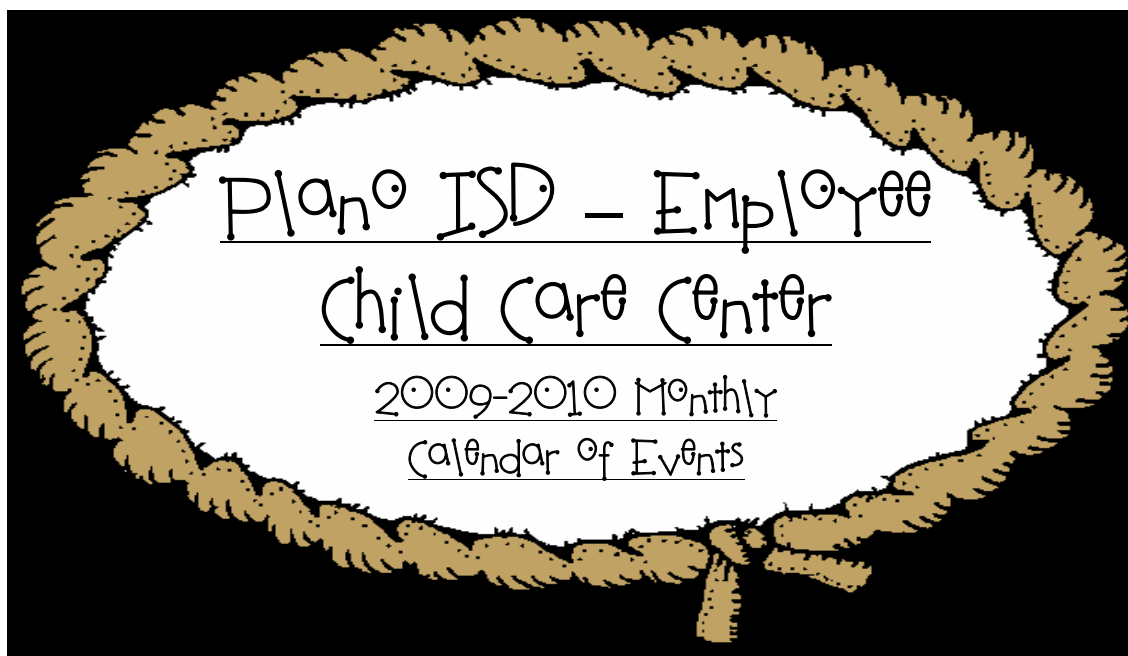 Plano ISD – Employee
Child Care Center
2009-2010 Monthly
Calendar of Events